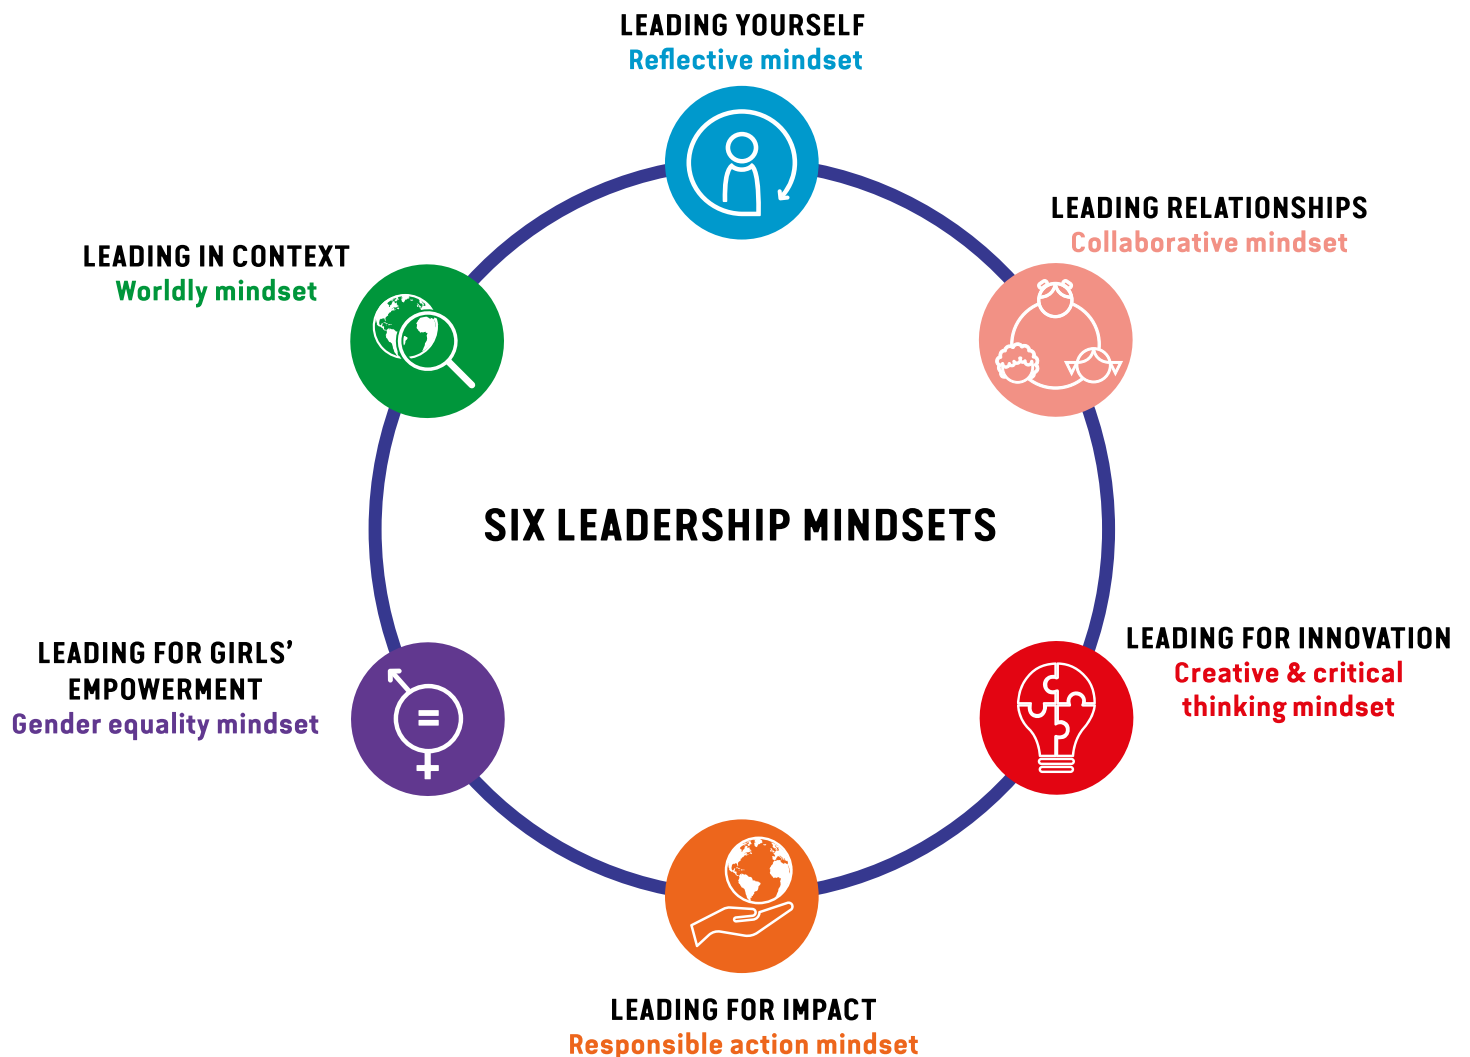 LEADING YOURSELF
Reflective mindset
LEADING RELATIONSHIPS
Collaborative mindset
LEADING IN CONTEXT
Worldly mindset
SIX LEADERSHIP MINDSETS
LEADING FOR GIRLS’
EMPOWERMENT
Gender equality mindset
LEADING FOR INNOVATION
Creative & critical
thinking mindset
=
LEADING FOR IMPACT
Responsible action mindset